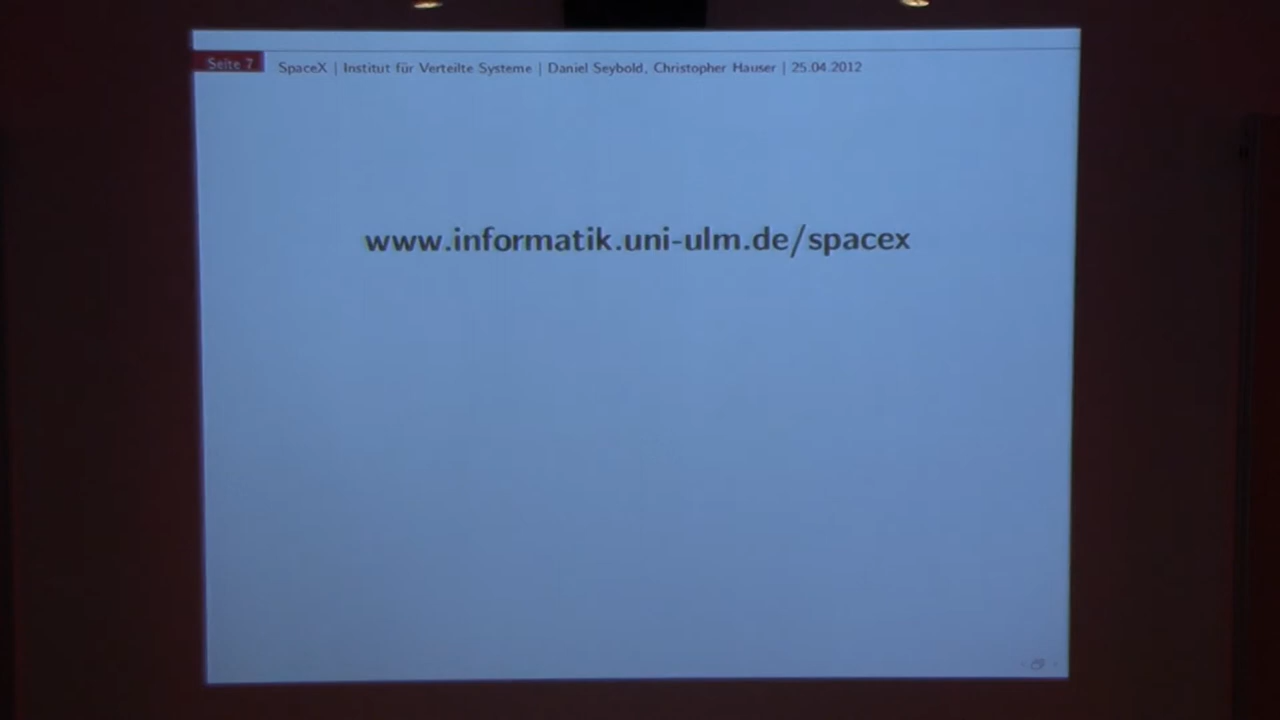 Seite 7 SpaceX | Institut für Verteilte Systeme | Daniel Seybold, Christopher Hauser | 25.04.2012
www.informatik.uni-ulm.de/spacex